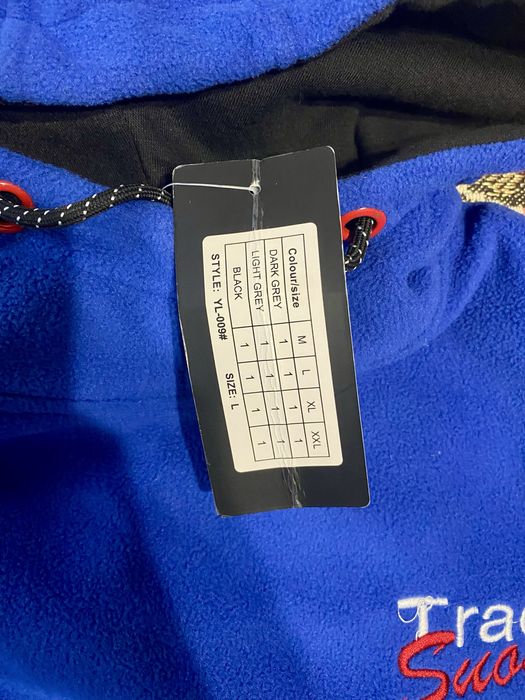 Colour/size M L XL XXL
DARK GREY 1 1 1 1
LIGHT GREY 1 1 1 1
BLACK 1 1 1 1
STYLE: YL-009# SIZE: L
Trac
Suo